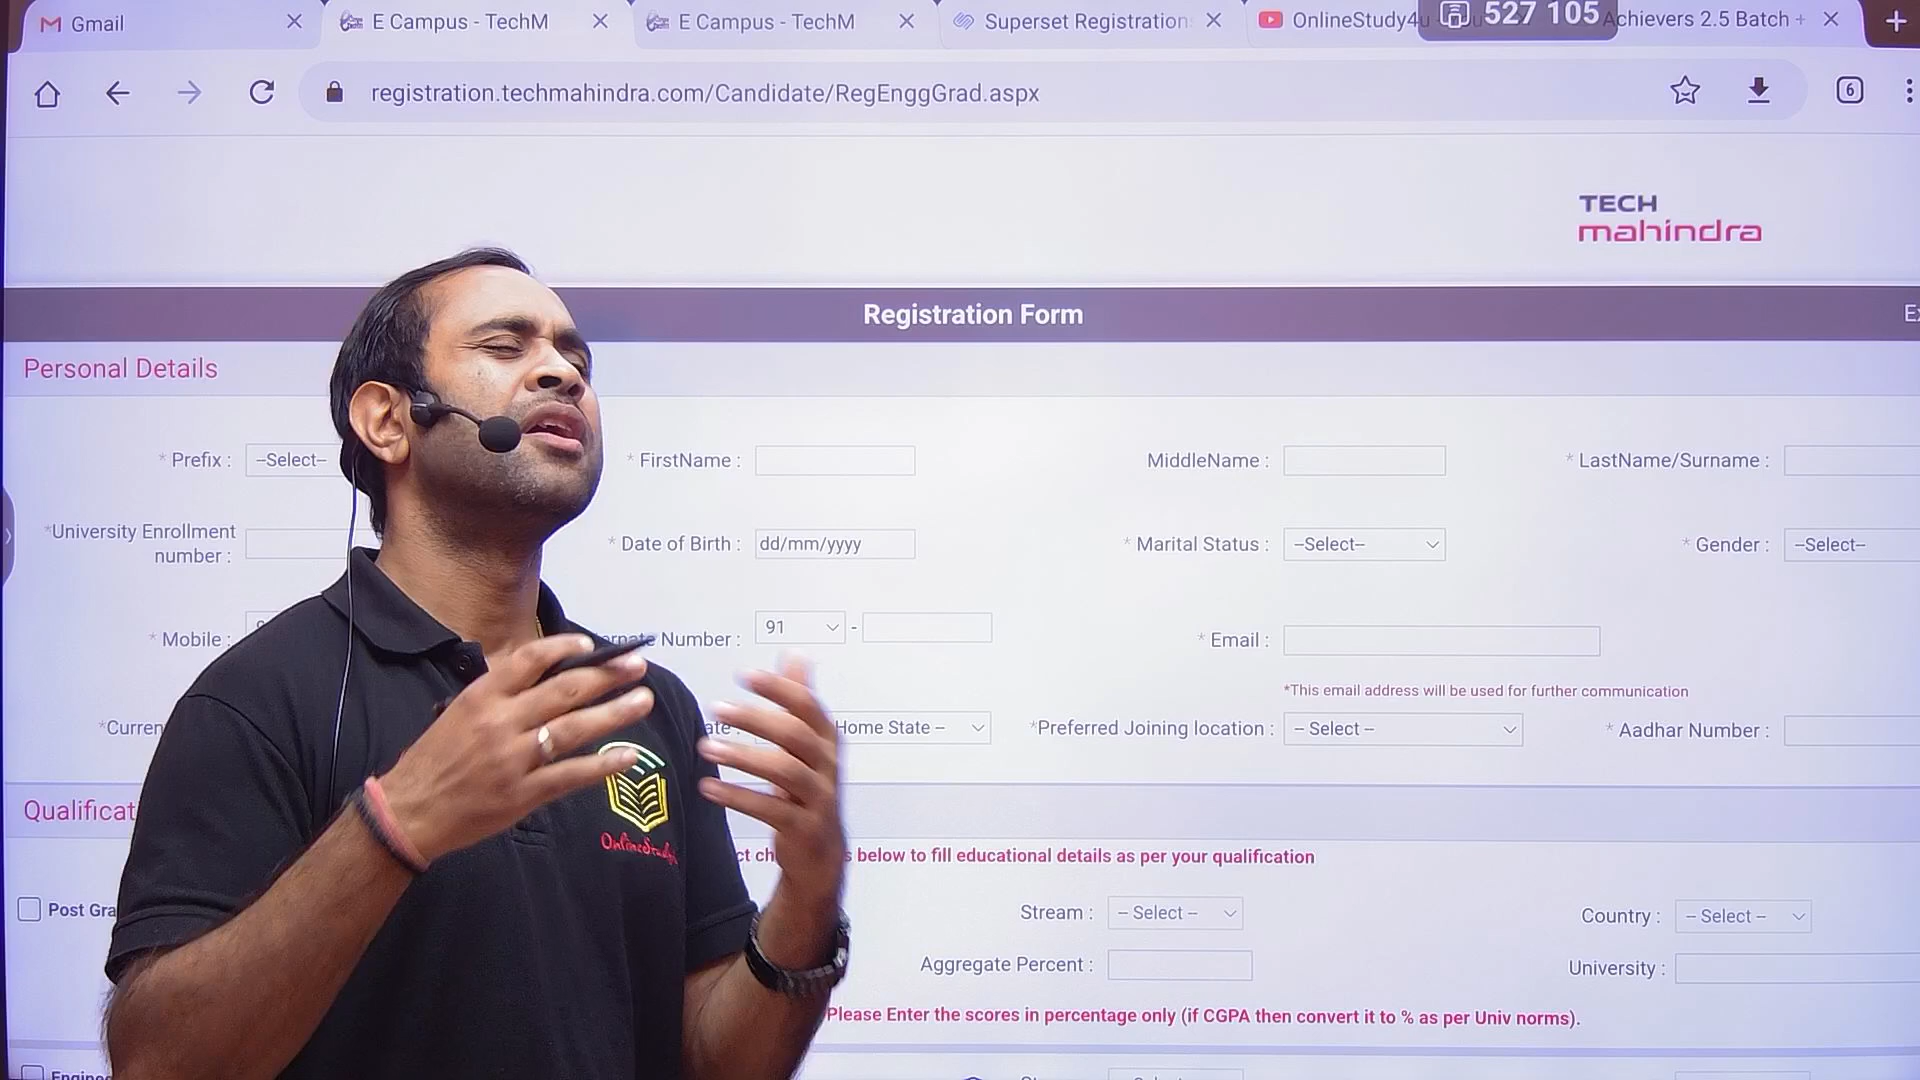 Gmail
E Campus - TechM
E Campus - TechM
Superset Registration
OnlineStudy4u
527 105
Achievers 2.5 Batch +
registration.techmahindra.com/Candidate/RegEnggGrad.aspx
6
TECH
mahindra
Registration Form
Personal Details
* Prefix :
--Select--
* FirstName :
MiddleName :
* LastName/Surname :
*University Enrollment
number :
* Date of Birth :
dd/mm/yyyy
* Marital Status :
--Select--
* Gender :
--Select--
* Mobile :
Number :
91
-
* Email :
*This email address will be used for further communication
Home State --
*Preferred Joining location :
-- Select --
* Aadhar Number :
OnlineStudy
below to fill educational details as per your qualification
Post
Stream :
-- Select --
Country :
-- Select --
Aggregate Percent :
University :
Please Enter the scores in percentage only (if CGPA then convert it to % as per Univ norms).